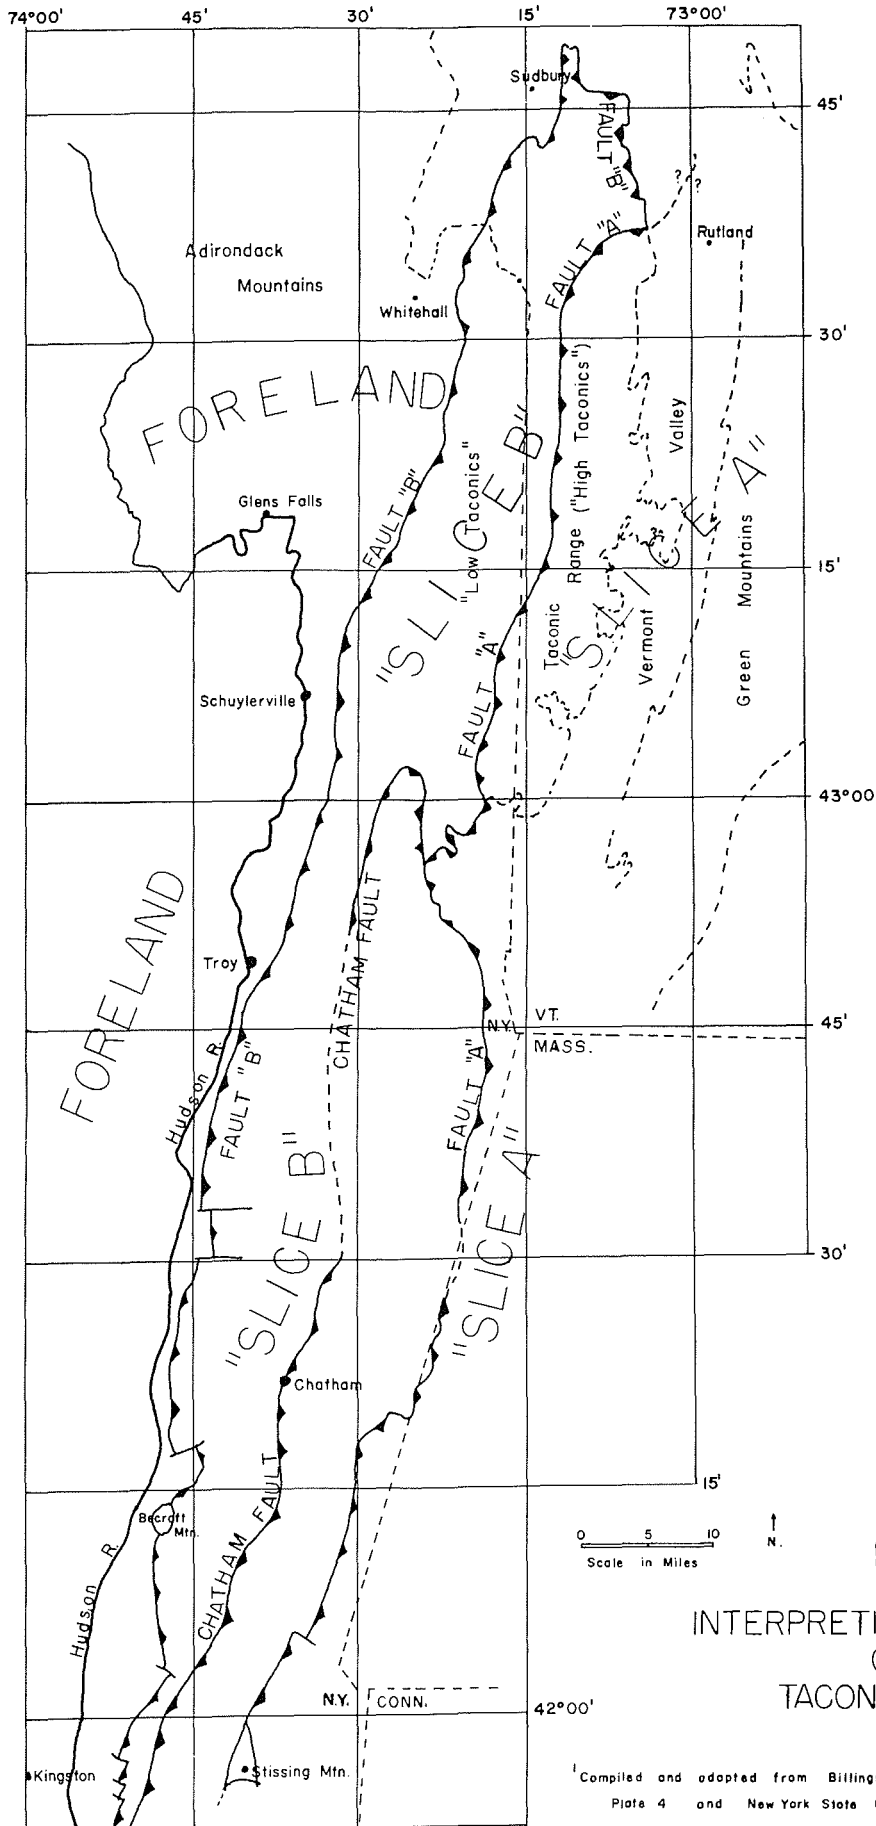 74°00'
45'
30'
15'
73°00'
Sudbury
45'
FAULT "B"
? ?
Rutland
FAULT "A"
Adirondack
Mountains
Whitehall
30'
FORELAND
"Low Taconics"
"SLICE B"
Taconic Range ("High Taconics")
Valley
Vermont
"SLICE A"
Green Mountains
Glens Falls
FAULT "B"
15'
Schuylerville
FAULT "A"
43°00'
FORELAND
CHATHAM FAULT
Troy
N.Y.
VT.
45'
MASS.
Hudson R.
FAULT "B"
FAULT "A"
"SLICE B"
"SLICE A"
30'
Chatham
15'
Becraft
Mtn.
CHATHAM FAULT
0 5 10
Scale in Miles
N.
Hudson R.
INTERPRETI
TACON
N.Y.
CONN.
42°00'
Kingston
Stissing Mtn.
1 Compiled and adapted from Billing
Plate 4 and New York State